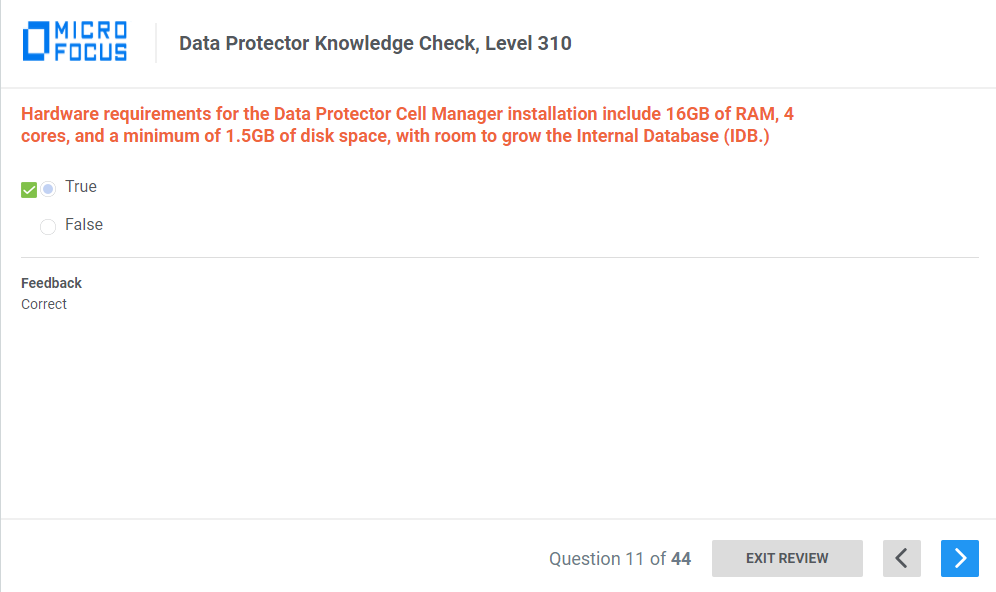 MICRO
FOCUS
Data Protector Knowledge Check, Level 310
Hardware requirements for the Data Protector Cell Manager installation include 16GB of RAM, 4
cores, and a minimum of 1.5GB of disk space, with room to grow the Internal Database (IDB.)
True
False
Feedback
Correct
Question 11 of 44
EXIT REVIEW